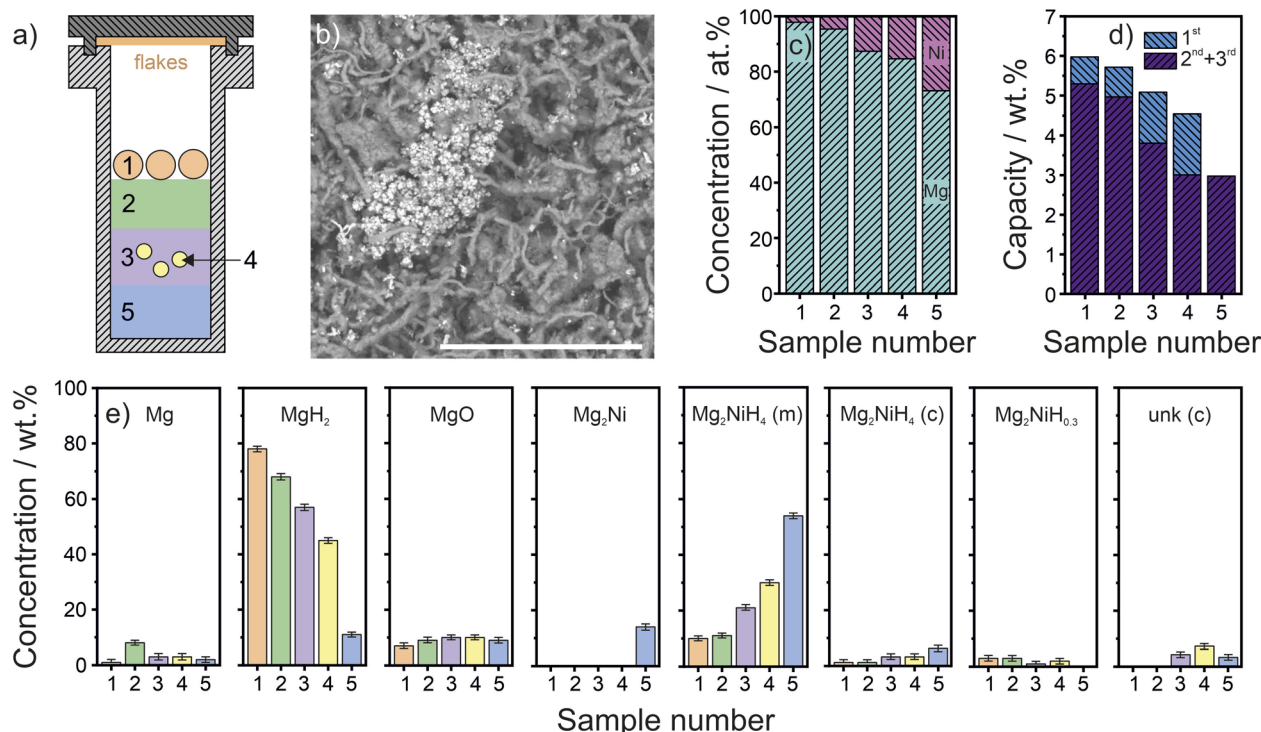 a)
flakes
1
2
3
4
5
b)
Concentration / at.%
100
80
60
40
20
0
c)
Ni
Mg
1 2 3 4 5
Sample number
Capacity / wt.%
7
6
5
4
3
2
1
0
d)
1st
2nd+3rd
1 2 3 4 5
Sample number
Concentration / wt.%
100
80
60
40
20
0
e)
Mg
MgH2
MgO
Mg2Ni
Mg2NiH4 (m)
Mg2NiH4 (c)
Mg2NiH0.3
unk (c)
1 2 3 4 5
1 2 3 4 5
1 2 3 4 5
1 2 3 4 5
1 2 3 4 5
1 2 3 4 5
1 2 3 4 5
1 2 3 4 5
Sample number